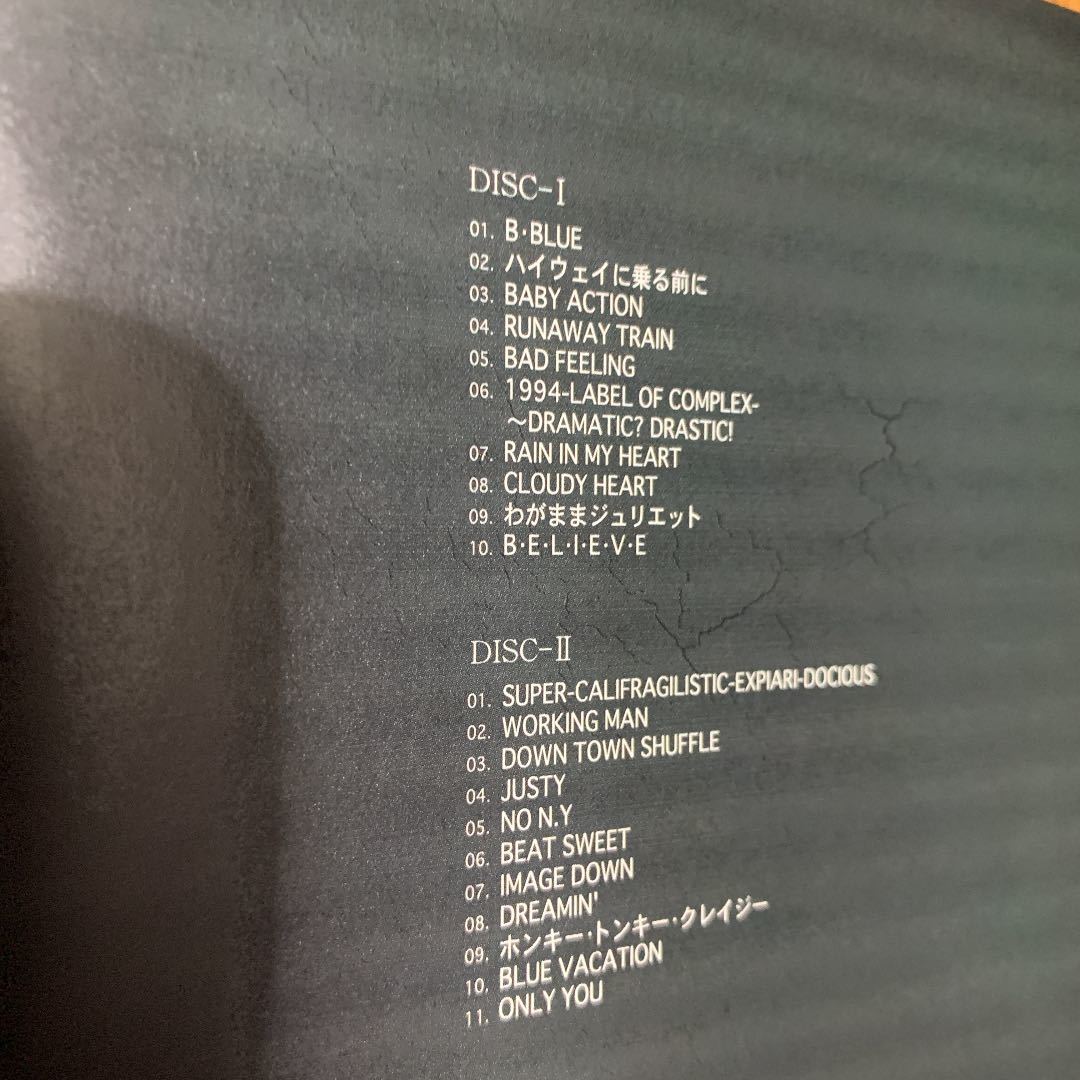 DISC-Ⅰ
01. B·BLUE
02. ハイウェイに乗る前に
03. BABY ACTION
04. RUNAWAY TRAIN
05. BAD FEELING
06. 1994-LABEL OF COMPLEX-
～DRAMATIC? DRASTIC!
07. RAIN IN MY HEART
08. CLOUDY HEART
09. わがままジュリエット
10. B·E·L·I·E·V·E
DISC-Ⅱ
01. SUPER-CALIFRAGILISTIC-EXPIARI-DOCIOUS
02. WORKING MAN
03. DOWN TOWN SHUFFLE
04. JUSTY
05. NO N.Y
06. BEAT SWEET
07. IMAGE DOWN
08. DREAMIN'
09. ホンキー·トンキー·クレイジー
10. BLUE VACATION
11. ONLY YOU